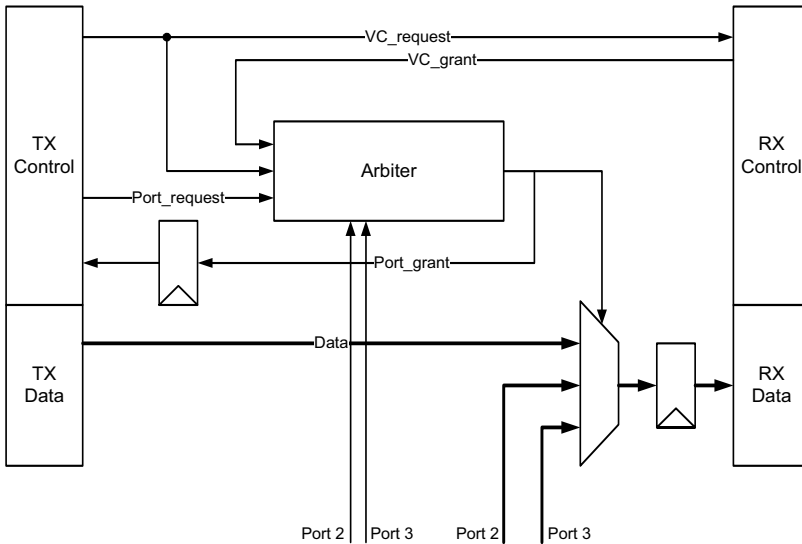 VC_request
VC_grant
TX
Control
Arbiter
RX
Control
Port_request
Port_grant
Data
TX
Data
RX
Data
Port 2
Port 3
Port 2
Port 3